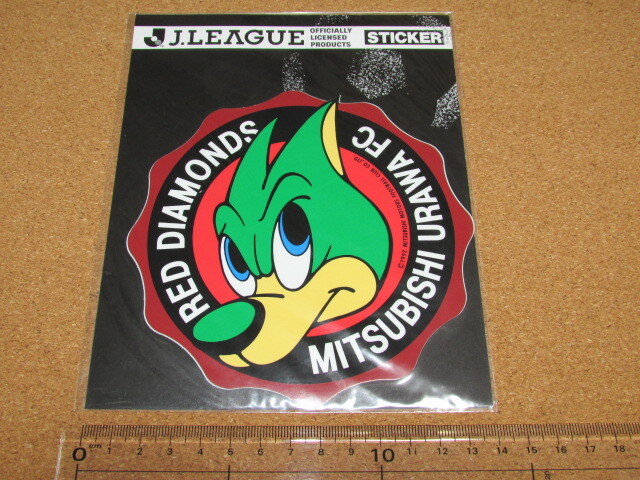 J.LEAGUE
OFFICIALLY
LICENSED
PRODUCTS
STICKER
RED DIAMONDS
MITSUBISHI URAWA FC
0 cm 1 2 3 4 5 6 7 8 9 10 11 12 13 14 15 16 17 18